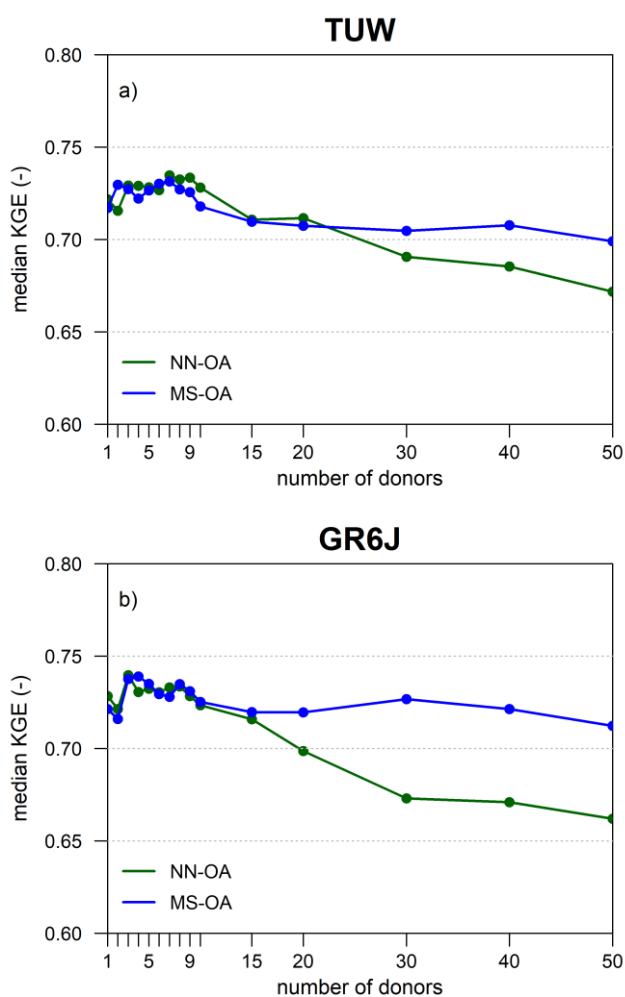 TUW
a)
0.80
0.75
0.70
0.65
0.60
median KGE (-)
NN-OA
MS-OA
1 5 9 15 20 30 40 50
number of donors
GR6J
b)
0.80
0.75
0.70
0.65
0.60
median KGE (-)
NN-OA
MS-OA
1 5 9 15 20 30 40 50
number of donors